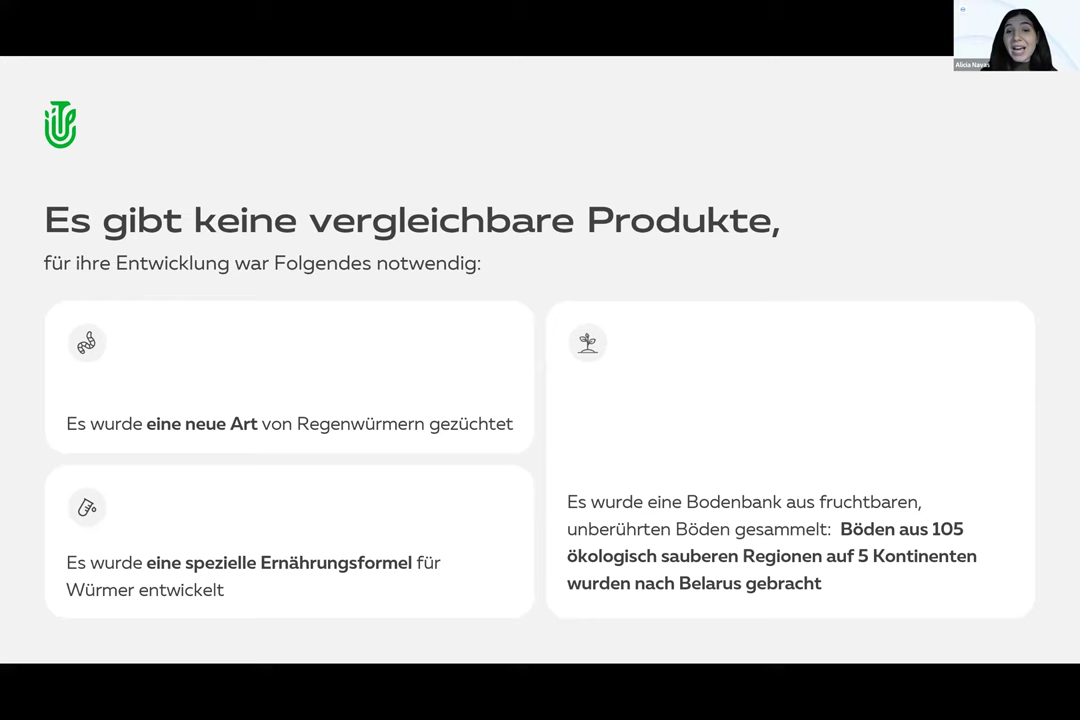 Alicia Navas
Es gibt keine vergleichbare Produkte,
für ihre Entwicklung war Folgendes notwendig:
Es wurde eine neue Art von Regenwürmern gezüchtet
Es wurde eine spezielle Ernährungsformel für
Würmer entwickelt
Es wurde eine Bodenbank aus fruchtbaren,
unberührten Böden gesammelt: Böden aus 105
ökologisch sauberen Regionen auf 5 Kontinenten
wurden nach Belarus gebracht